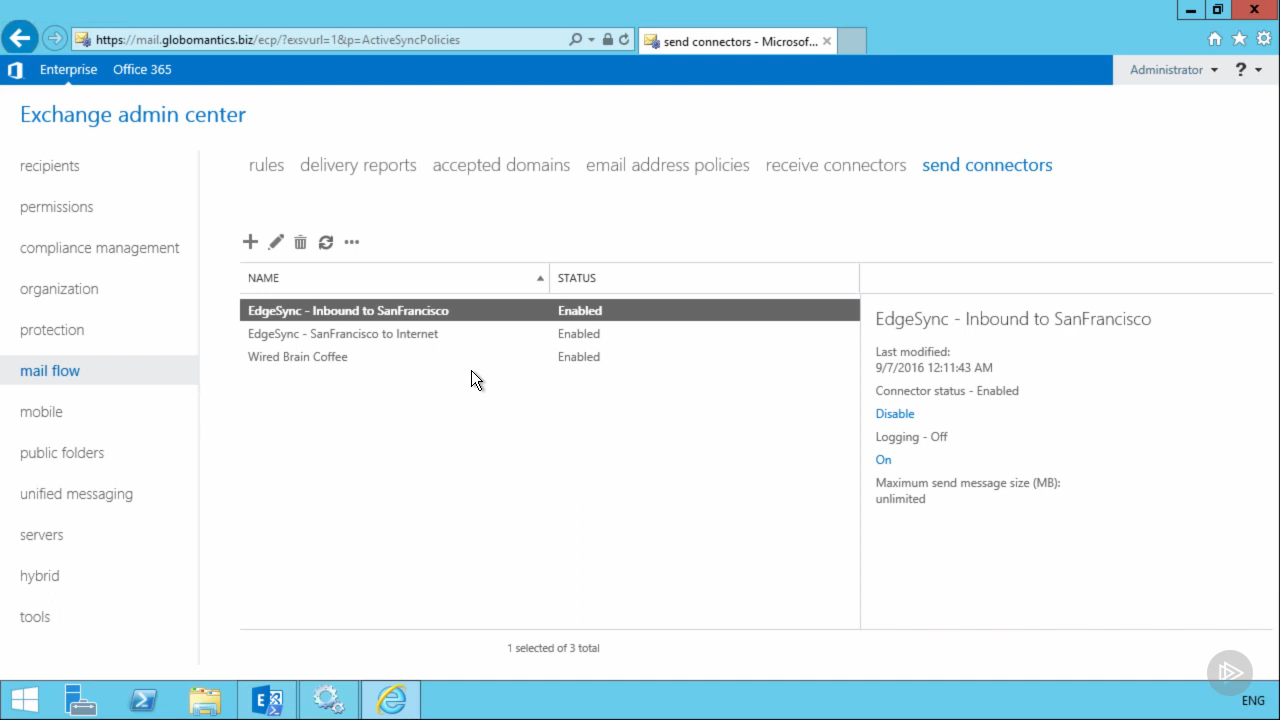 https://mail.globomantics.biz/ecp/?exsvurl=1&p=ActiveSyncPolicies
send connectors - Microsof...
Enterprise Office 365
Administrator ?
Exchange admin center
recipients
permissions
compliance management
organization
protection
mail flow
mobile
public folders
unified messaging
servers
hybrid
tools
rules delivery reports accepted domains email address policies receive connectors send connectors
NAME STATUS
EdgeSync - Inbound to SanFrancisco Enabled
EdgeSync - SanFrancisco to Internet Enabled
Wired Brain Coffee Enabled
EdgeSync - Inbound to SanFrancisco
Last modified:
9/7/2016 12:11:43 AM
Connector status - Enabled
Disable
Logging - Off
On
Maximum send message size (MB):
unlimited
1 selected of 3 total
ENG